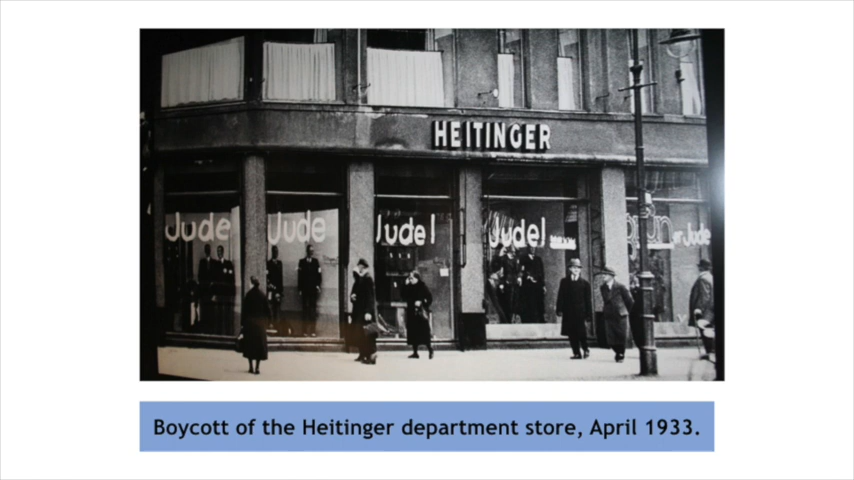 HEITINGER
Jude Jude Jude! Jude! Jude
Boycott of the Heitinger department store, April 1933.